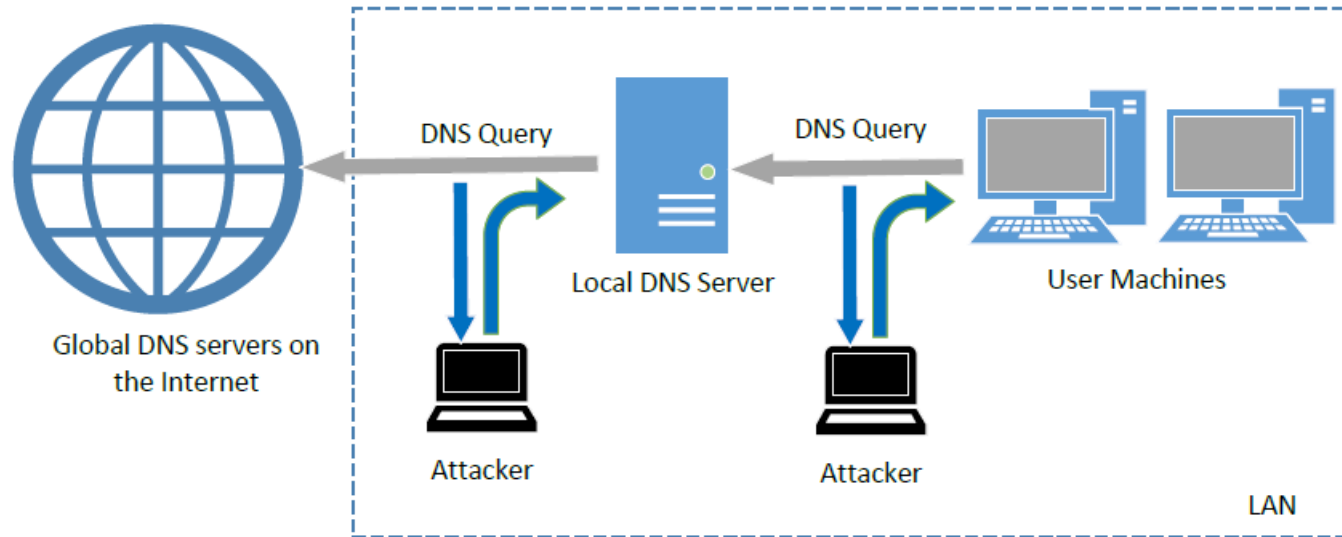 DNS Query
DNS Query
Local DNS Server
User Machines
Global DNS servers on
the Internet
Attacker
Attacker
LAN